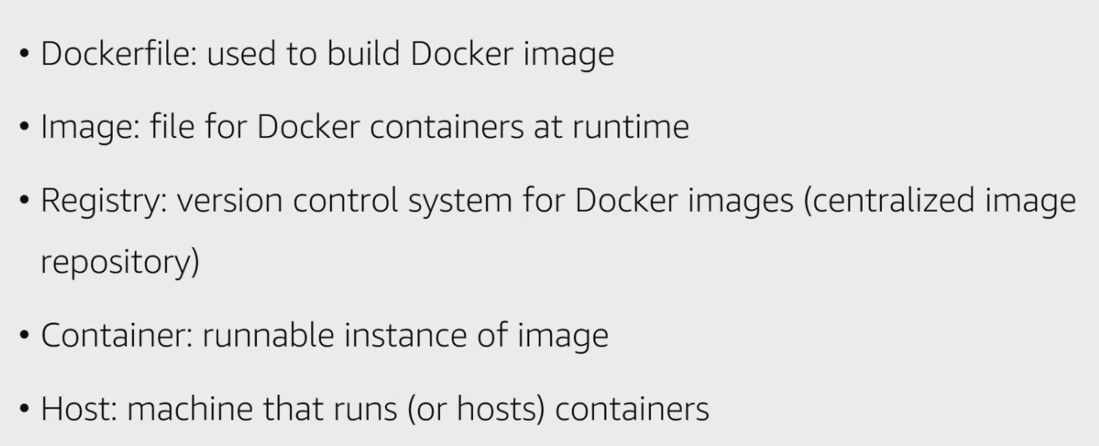 • Dockerfile: used to build Docker image
• Image: file for Docker containers at runtime
• Registry: version control system for Docker images (centralized image
repository)
• Container: runnable instance of image
• Host: machine that runs (or hosts) containers